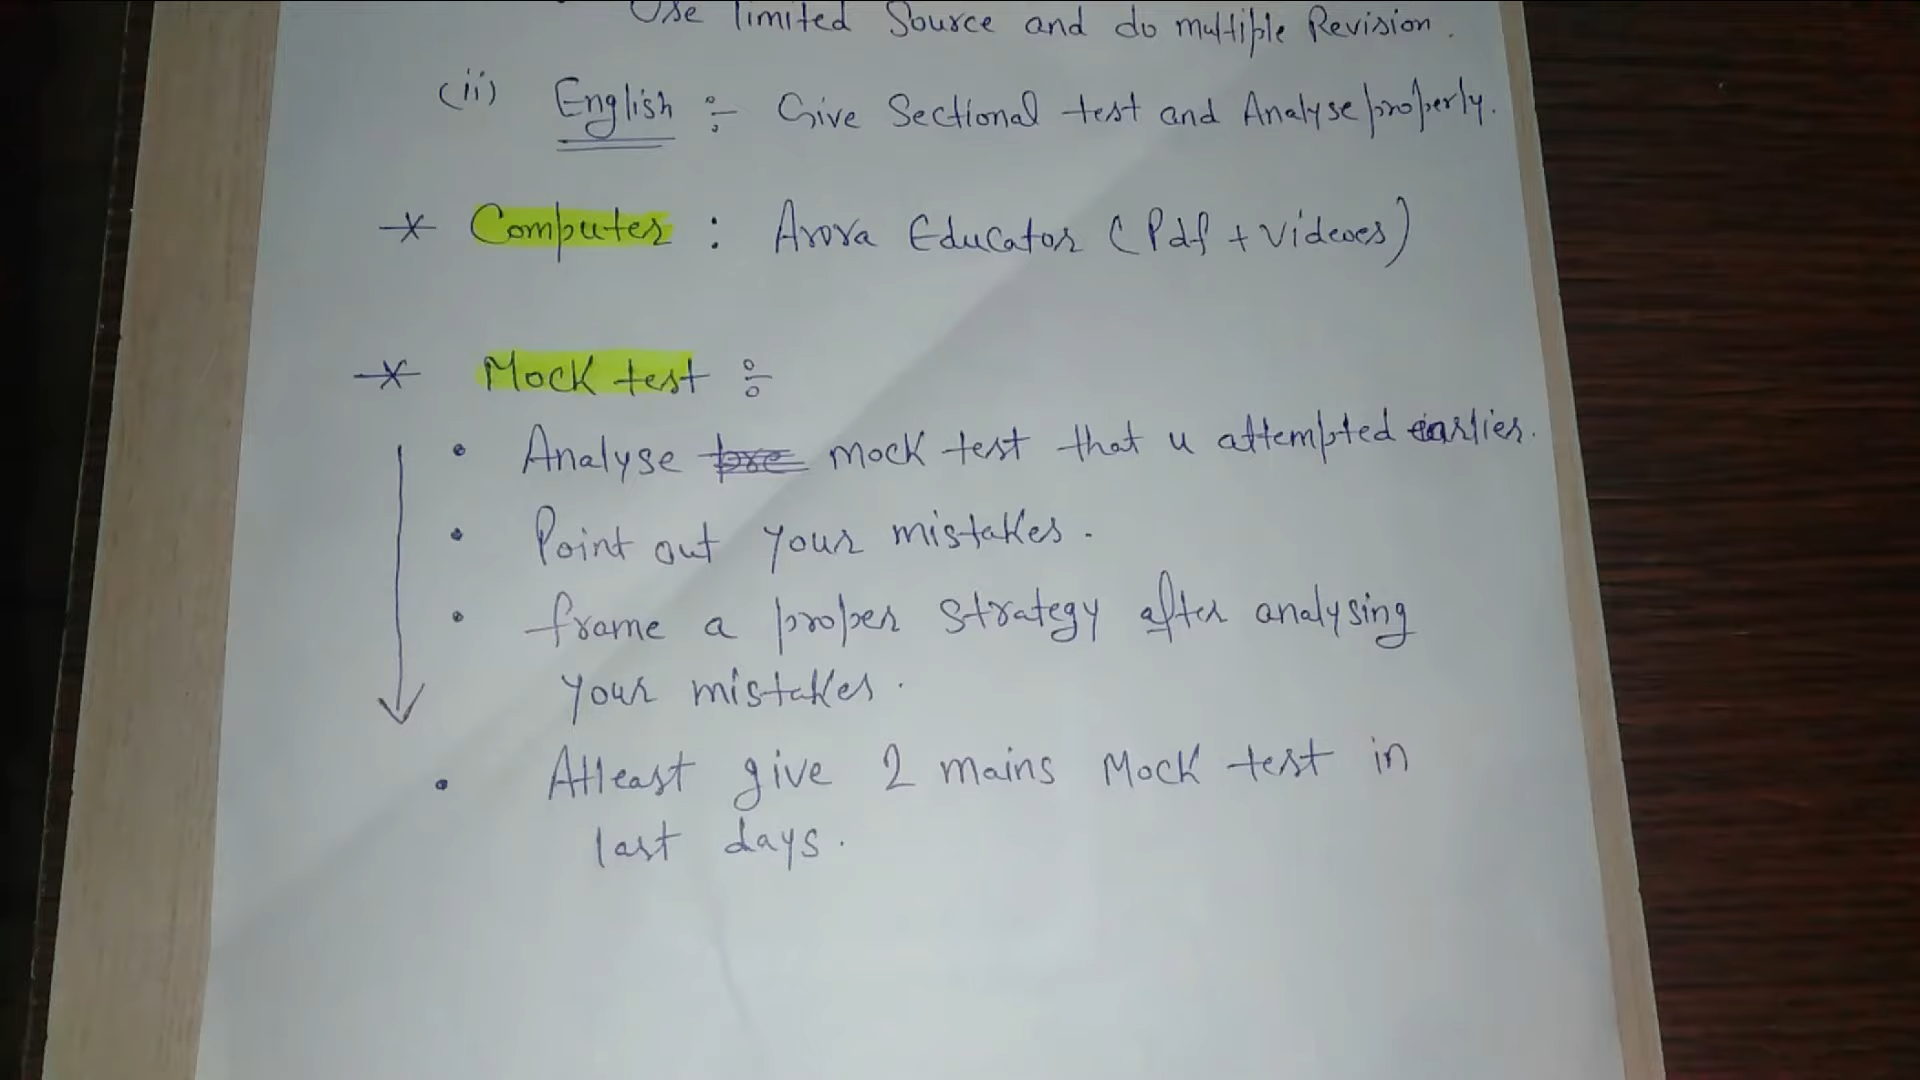 Use limited Source and do multiple Revision.
(ii) English ÷ Give Sectional test and Analyse properly.
* Computer : Arora Educator (Pdf + Videoes)
* Mock test ÷
• Analyse mock test that u attempted earlier.
• Point out your mistakes.
• frame a proper strategy after analysing
your mistakes.
• Atleast give 2 mains Mock test in
last days.